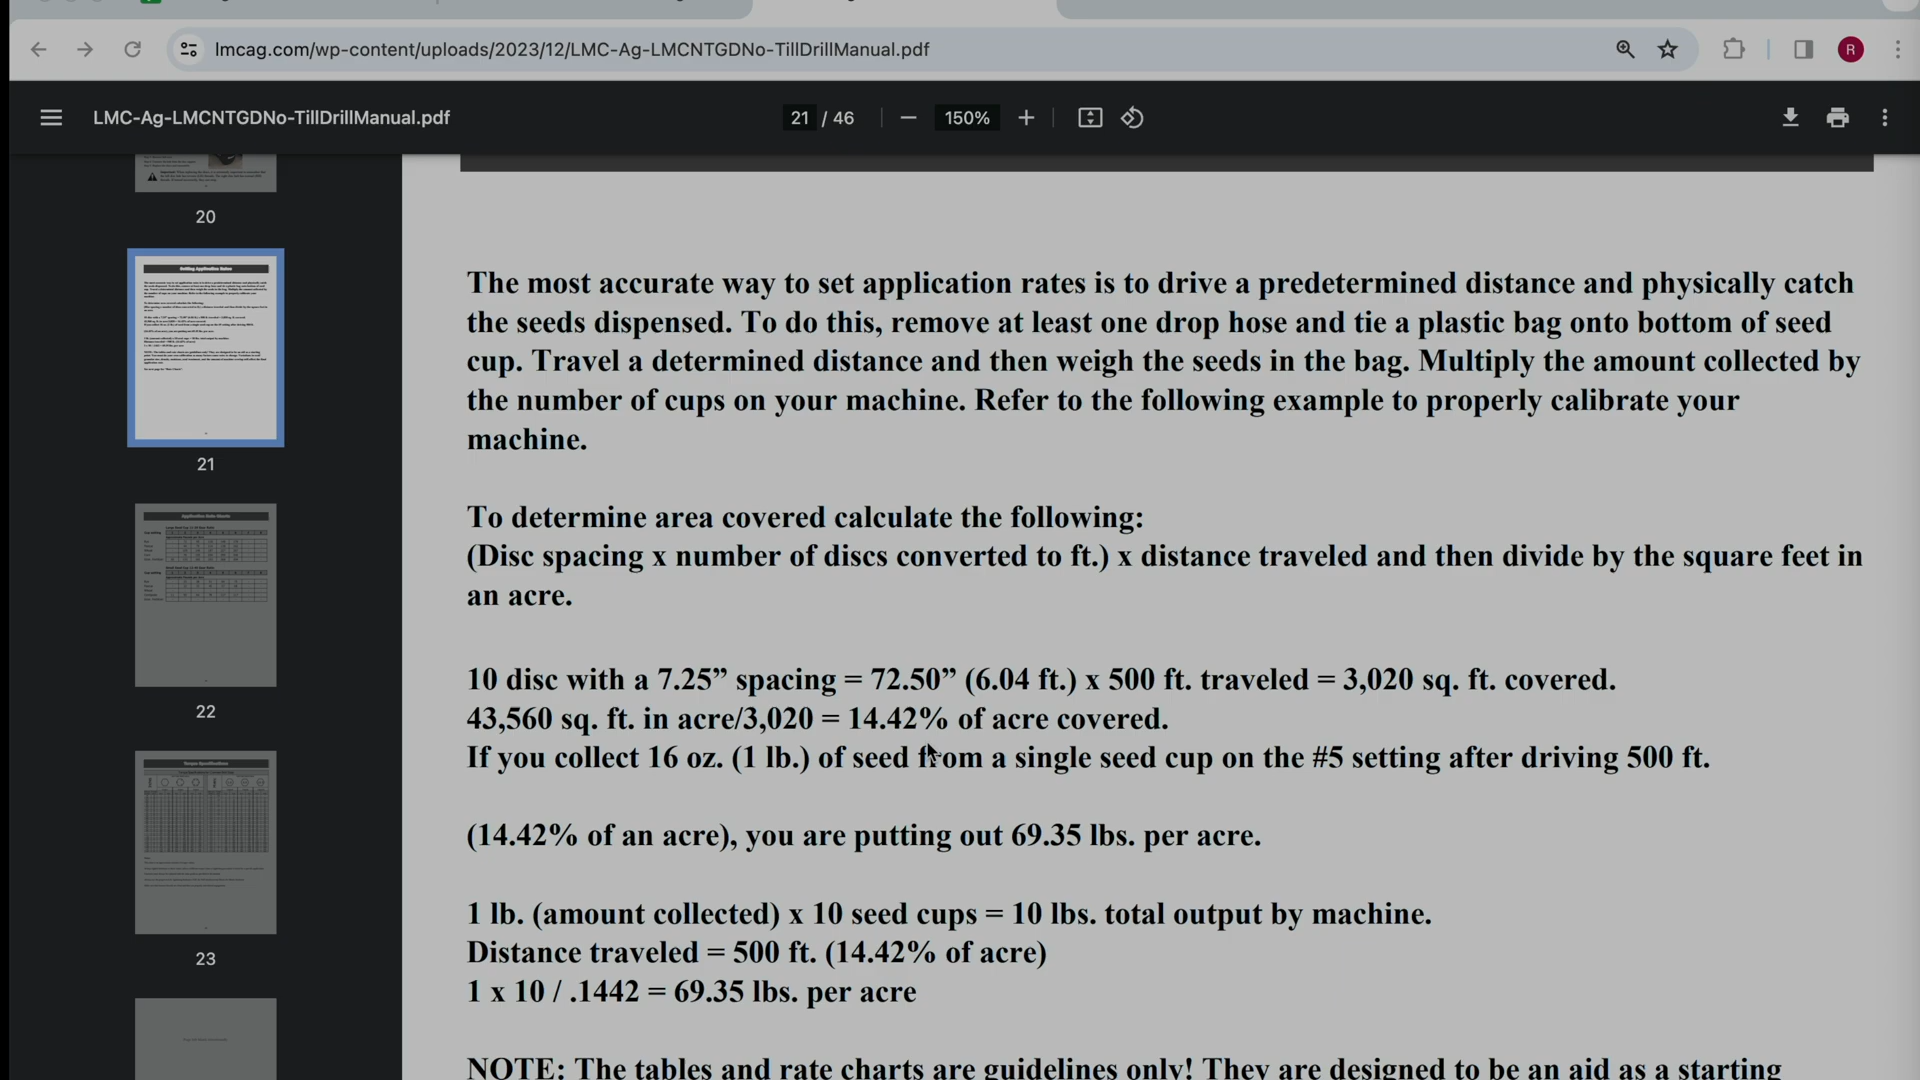 lmcag.com/wp-content/uploads/2023/12/LMC-Ag-LMCNTGDNo-TillDrillManual.pdf
R
LMC-Ag-LMCNTGDNo-TillDrillManual.pdf
21 / 46
150%
20
Setting Application Rates
21
Application Rate Charts
22
Torque Specifications
23
The most accurate way to set application rates is to drive a predetermined distance and physically catch
the seeds dispensed. To do this, remove at least one drop hose and tie a plastic bag onto bottom of seed
cup. Travel a determined distance and then weigh the seeds in the bag. Multiply the amount collected by
the number of cups on your machine. Refer to the following example to properly calibrate your
machine.
To determine area covered calculate the following:
(Disc spacing x number of discs converted to ft.) x distance traveled and then divide by the square feet in
an acre.
10 disc with a 7.25” spacing = 72.50” (6.04 ft.) x 500 ft. traveled = 3,020 sq. ft. covered.
43,560 sq. ft. in acre/3,020 = 14.42% of acre covered.
If you collect 16 oz. (1 lb.) of seed from a single seed cup on the #5 setting after driving 500 ft.
(14.42% of an acre), you are putting out 69.35 lbs. per acre.
1 lb. (amount collected) x 10 seed cups = 10 lbs. total output by machine.
Distance traveled = 500 ft. (14.42% of acre)
1 x 10 / .1442 = 69.35 lbs. per acre
NOTE: The tables and rate charts are guidelines only! They are designed to be an aid as a starting